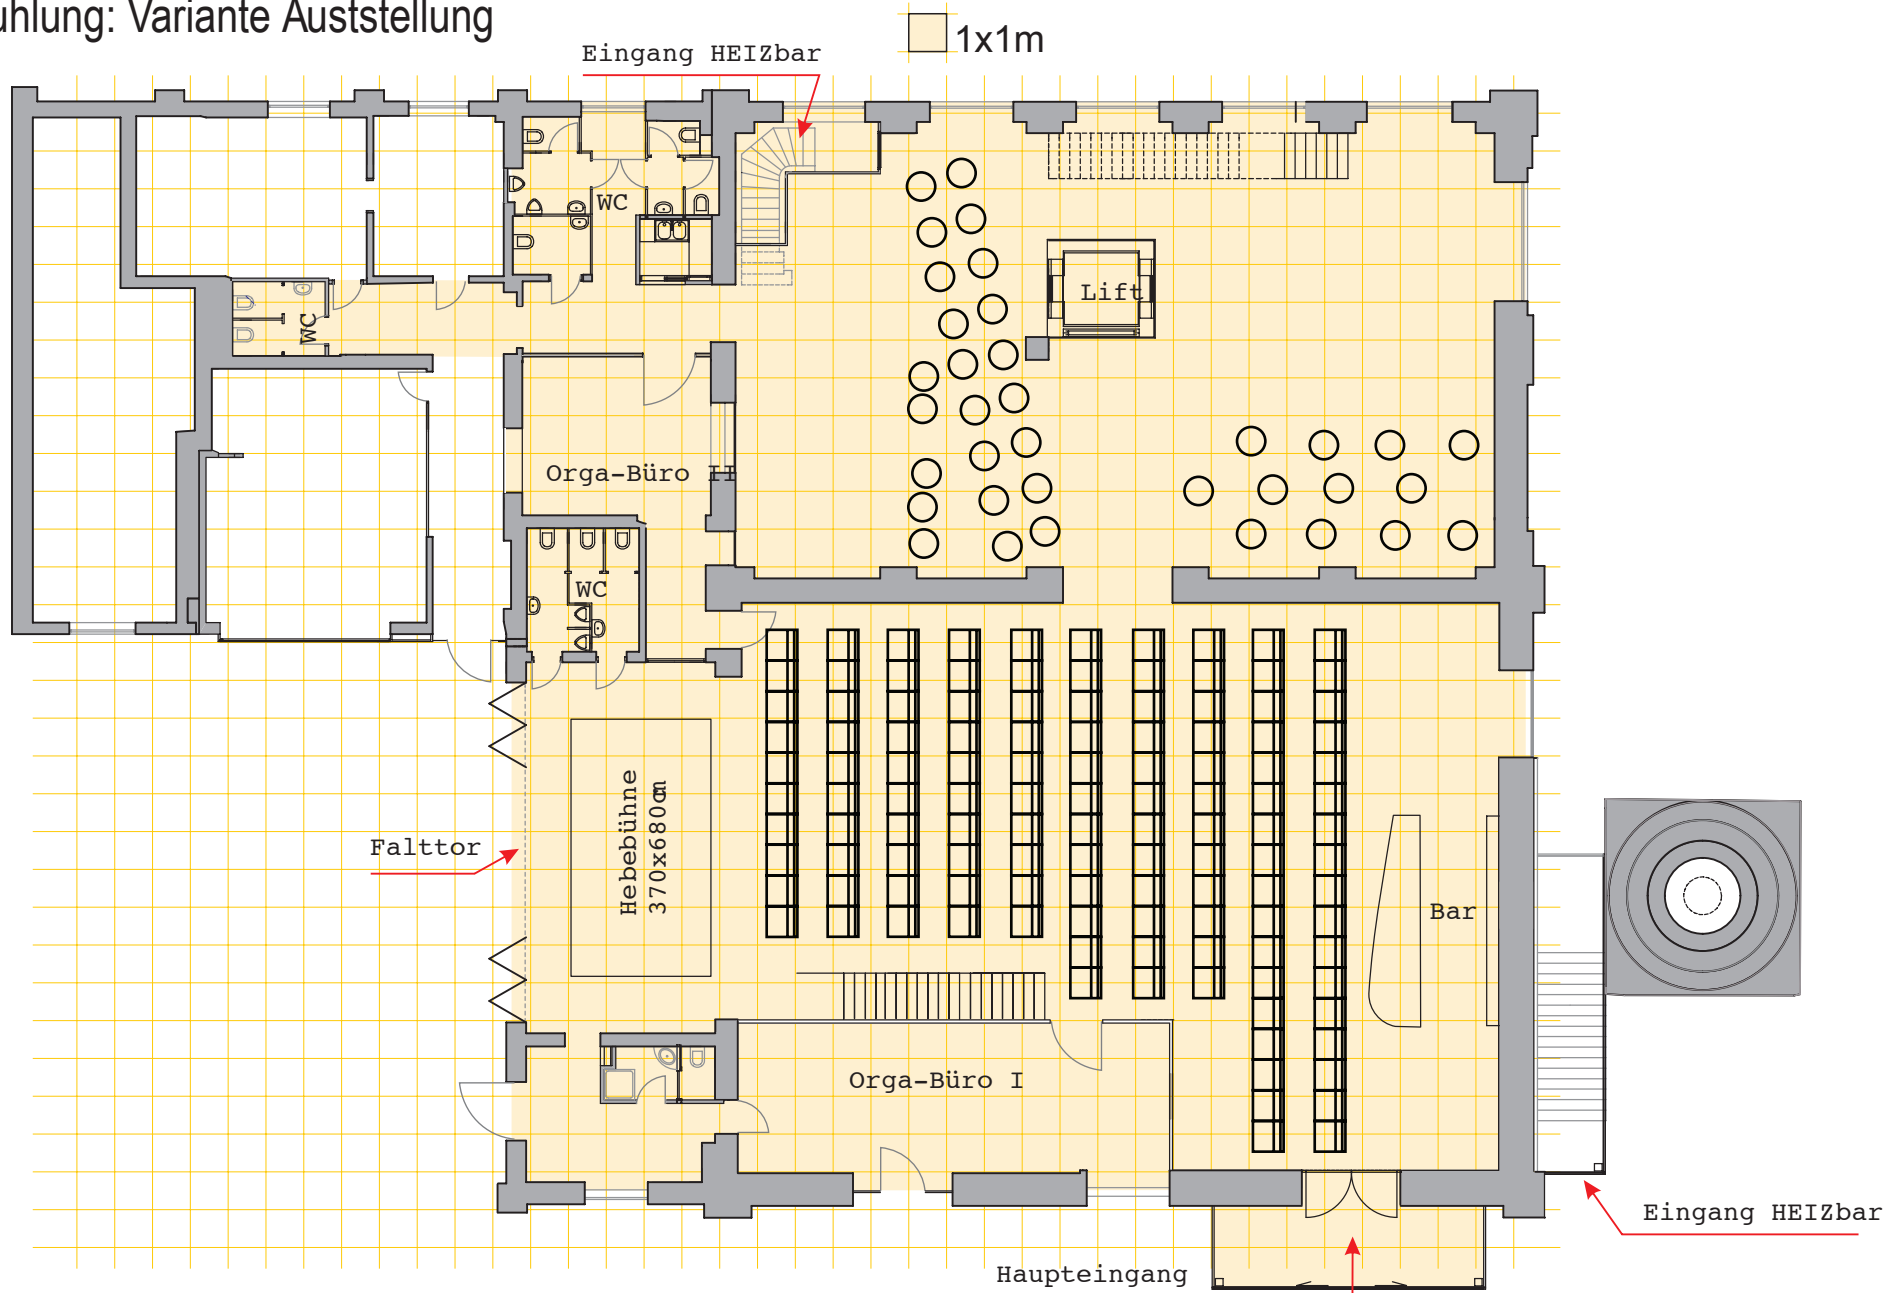 ühlung: Variante Auststellung
1x1m
Eingang HEIZbar
WC
Lift
WC
Orga-Büro II
WC
Hebebühne
370x680cm
Falttor
Bar
Orga-Büro I
Eingang HEIZbar
Haupteingang